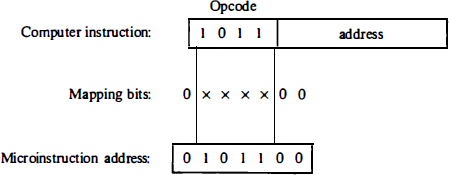 Opcode
Computer instruction: 1 0 1 1 address
Mapping bits: 0 × × × × 0 0
Microinstruction address: 0 1 0 1 1 0 0